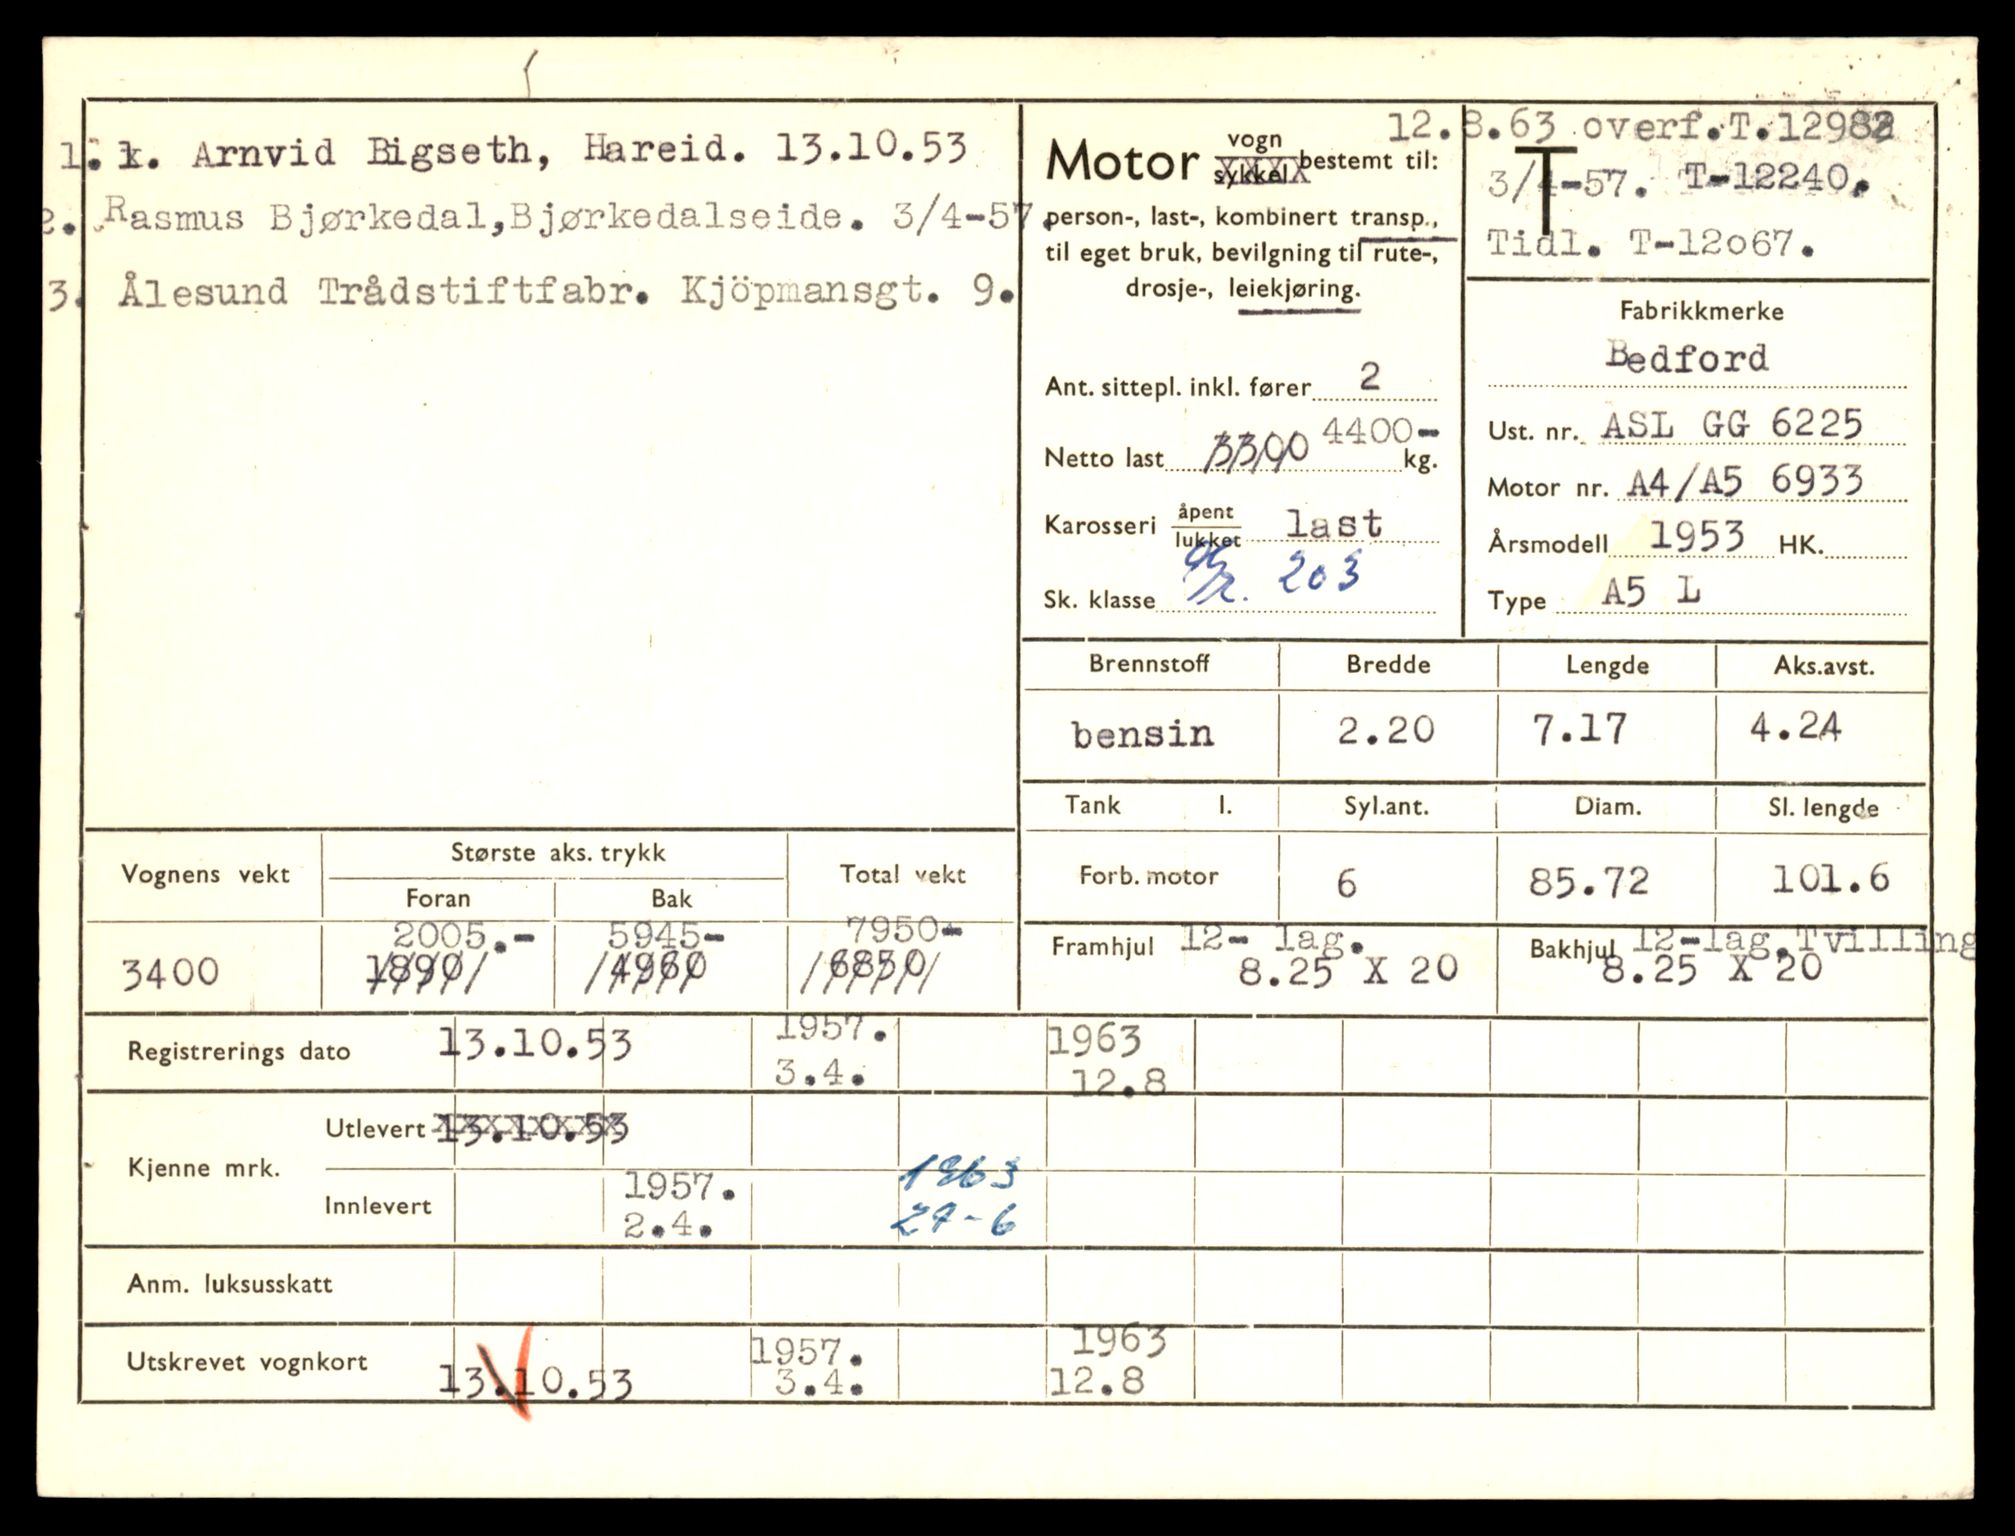 1. k. Arnvid Bigseth, Hareid. 13.10.53
2. Rasmus Bjørkedal, Bjørkedalseide. 3/4-57.
3. Ålesund Trådstiftfabr. Kjöpmansgt. 9.
Motor vogn sykkel bestemt til:
person-, last-, kombinert transp.,
til eget bruk, bevilgning til rute-,
drosje-, leiekjøring.
Ant. sittepl. inkl. fører 2
4400-
Netto last 3300 kg.
Karosseri åpent lukket last
Sk. klasse 203
12.8.63 overf. T.12982
T
3/4-57. T-12240.
Tidl. T-12o67.
Fabrikkmerke
Bedford
Ust. nr. ASL GG 6225
Motor nr. A4/A5 6933
Årsmodell 1953 HK.
Type A5 L
Brennstoff Bredde Lengde Aks.avst.
bensin 2.20 7.17 4.24
Tank l. Syl.ant. Diam. Sl. lengde
Forb. motor 6 85.72 101.6
Framhjul 12- lag. Bakhjul 12-lag.Tvilling
8.25 X 20 8.25 X 20
Vognens vekt Største aks. trykk Total vekt
Foran Bak
2005.- 5945- 7950-
3400 1890 4960 6850
Registrerings dato 13.10.53 1957. 1963
3.4. 12.8
Kjenne mrk. Utlevert 13.10.53
Innlevert 1957. 1963
2.4. 27-6
Anm. luksusskatt
Utskrevet vognkort 13.10.53 1957. 1963
3.4. 12.8